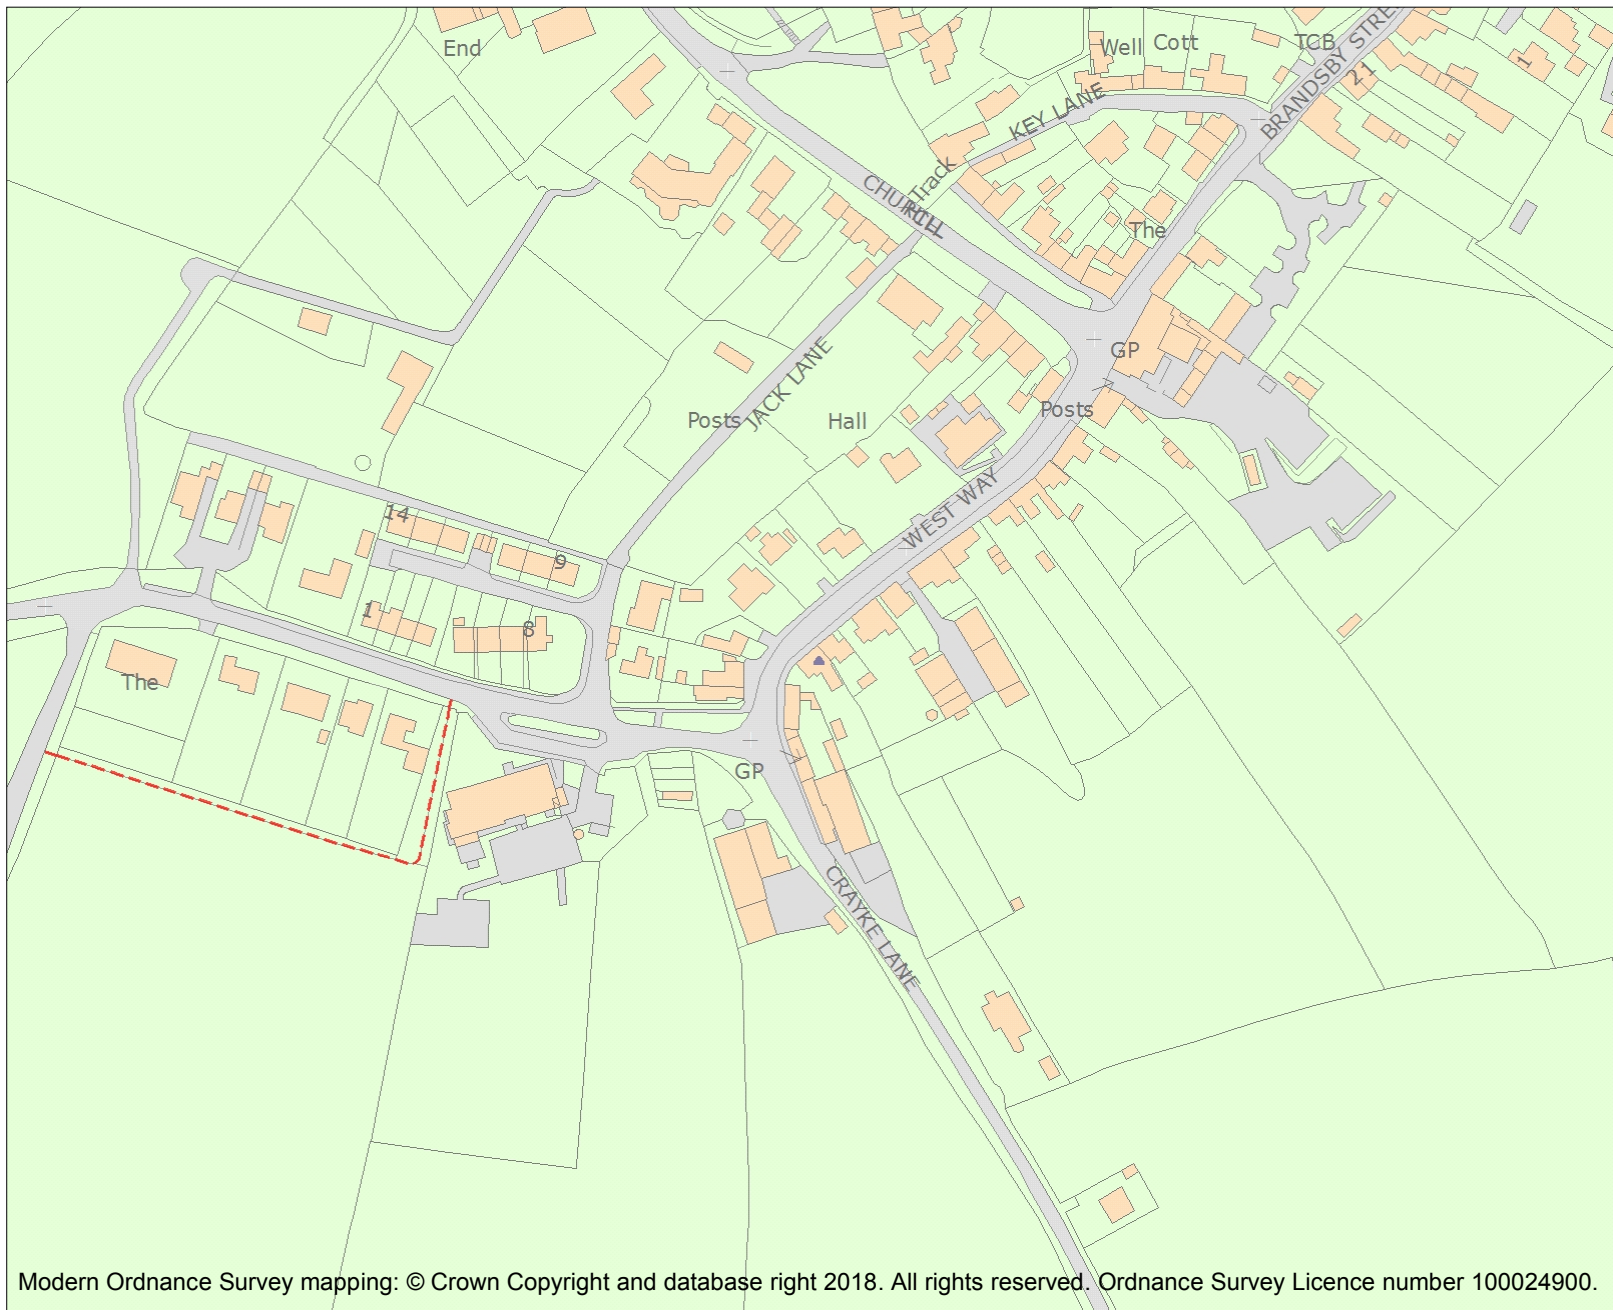 End
Well
Cott
TCB
BRANDSBY STRE
21
1
KEY LANE
Track
CHURCH
HILL
The
GP
JACK LANE
Posts
Hall
Posts
WEST WAY
14
9
1
8
The
GP
CRAYKE LANE
Modern Ordnance Survey mapping: © Crown Copyright and database right 2018. All rights reserved. Ordnance Survey Licence number 100024900.